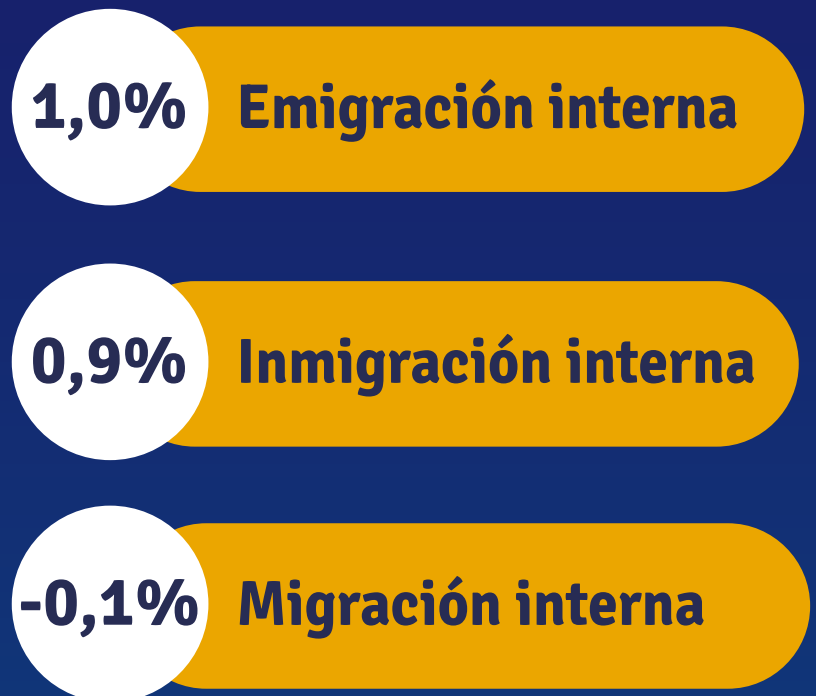 1,0% Emigración interna
0,9% Inmigración interna
-0,1% Migración interna